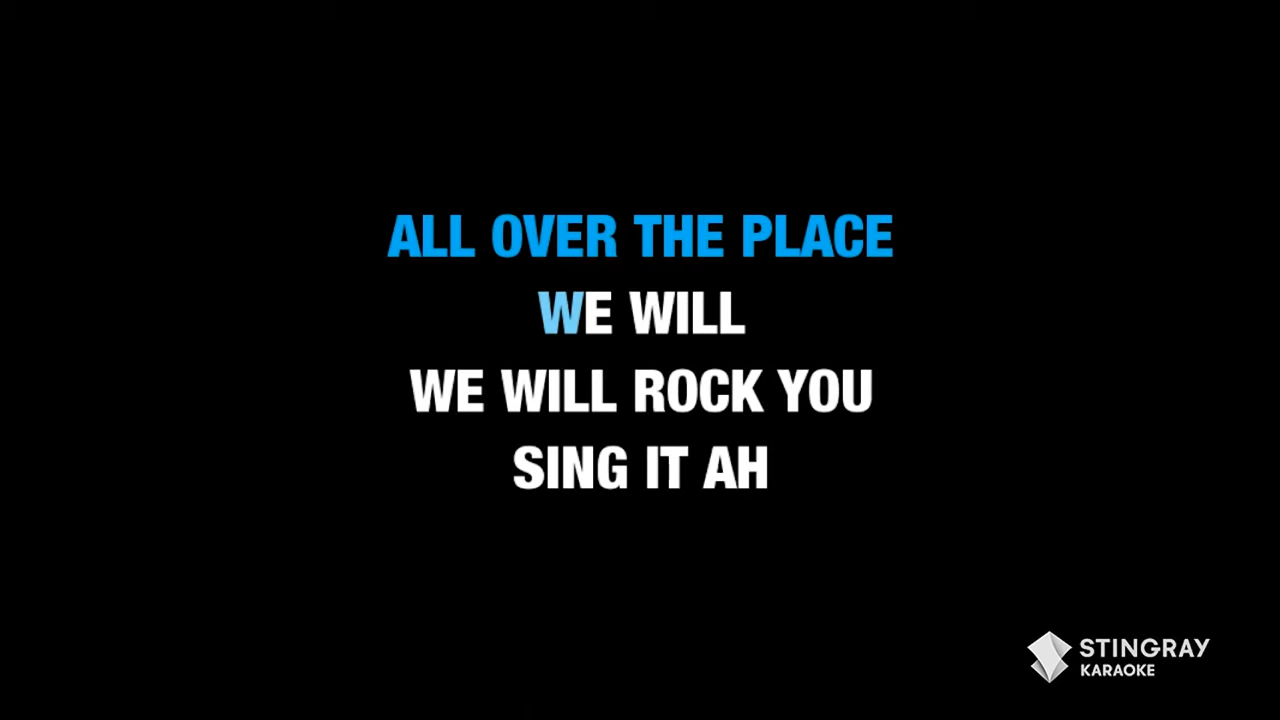 ALL OVER THE PLACE
WE WILL
WE WILL ROCK YOU
SING IT AH
STINGRAY
KARAOKE